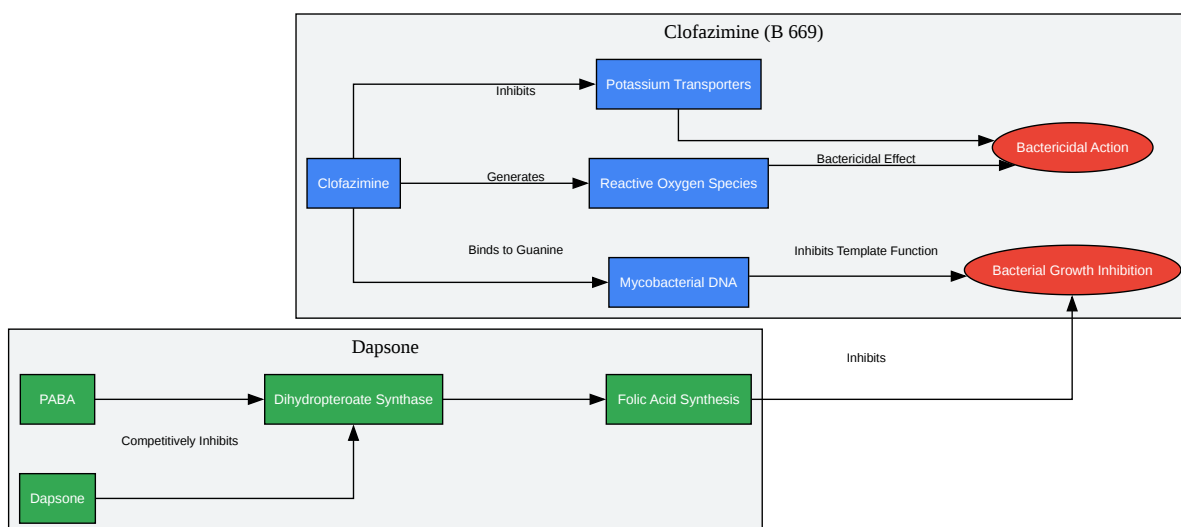 Clofazimine (B 669)
Potassium Transporters
Inhibits
Bactericidal Action
Bactericidal Effect
Clofazimine
Generates
Reactive Oxygen Species
Binds to Guanine
Inhibits Template Function
Mycobacterial DNA
Bacterial Growth Inhibition
Dapsone
Inhibits
PABA
Dihydropteroate Synthase
Folic Acid Synthesis
Competitively Inhibits
Dapsone